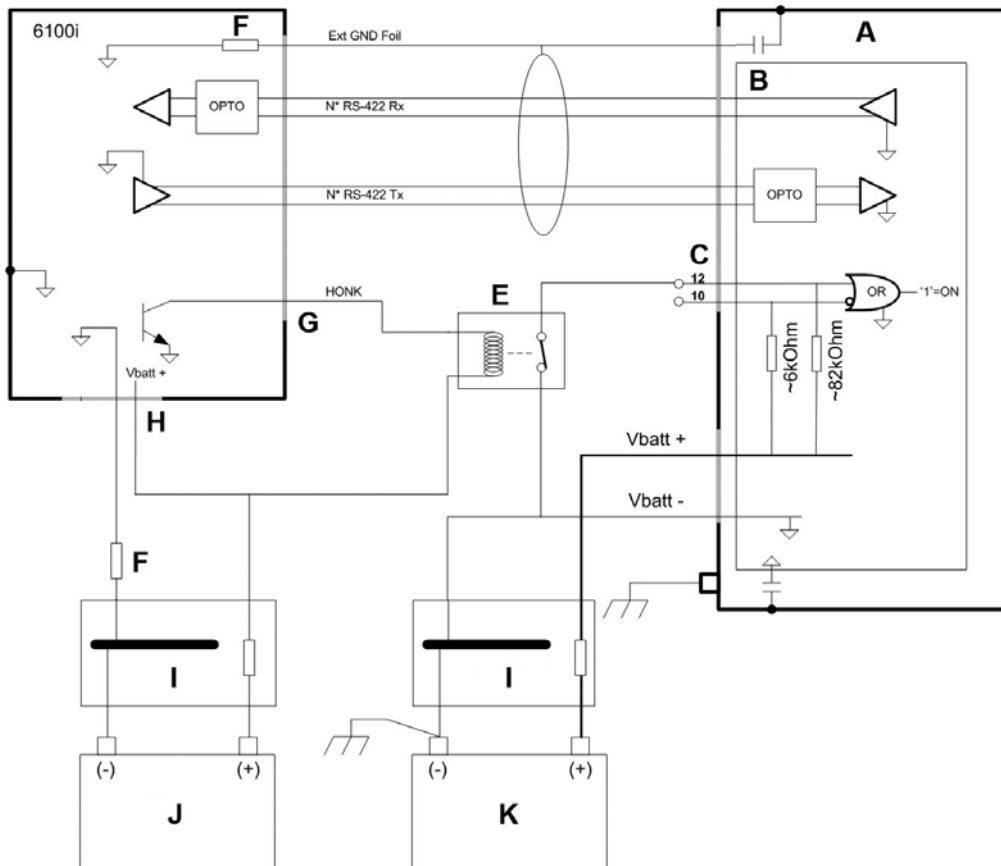 6100i
F
Ext GND Foil
A
B
OPTO
N* RS-422 Rx
N* RS-422 Tx
OPTO
C
12
10
OR
'1'=ON
HONK
E
G
~6kOhm
~82kOhm
Vbatt +
H
Vbatt +
Vbatt -
F
I
I
(-)
(+)
(-)
(+)
J
K